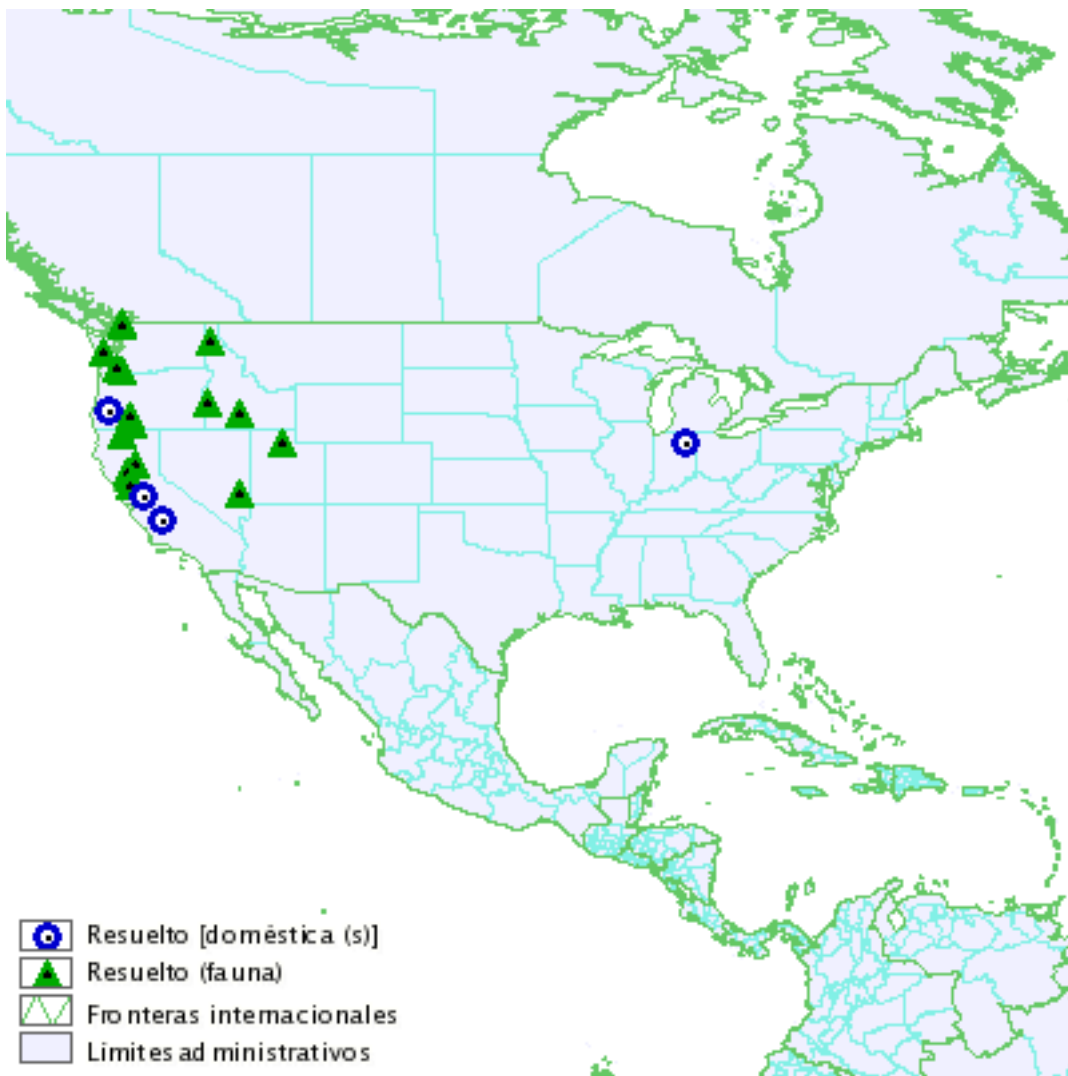 Resuelto [doméstica (s)]
Resuelto (fauna)
Fronteras internacionales
Límites administrativos